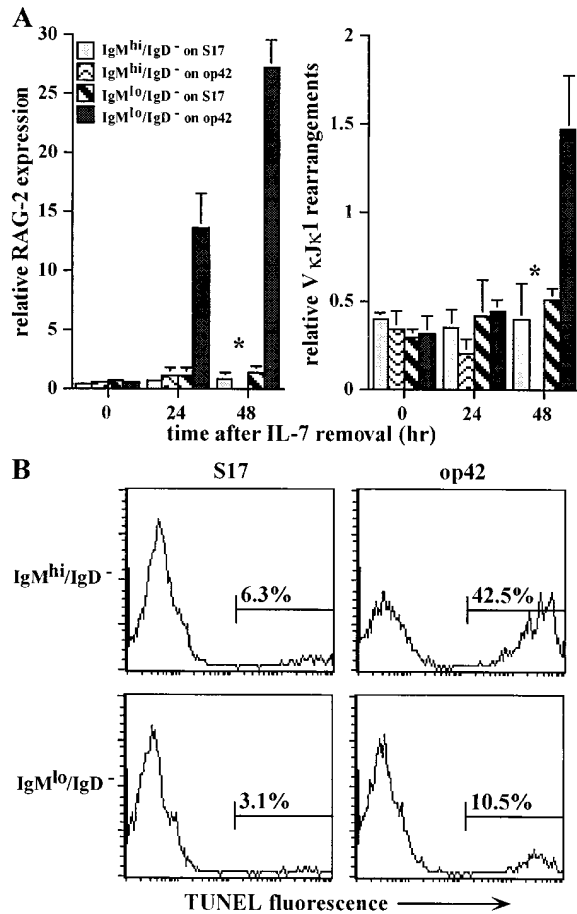 A
relative RAG-2 expression
30
25
20
15
10
5
0
IgMhi/IgD- on S17
IgMhi/IgD- on op42
IgMlo/IgD- on S17
IgMlo/IgD- on op42
*
0
24
48
relative VκJκ1 rearrangements
2
1.5
1
0.5
0
*
0
24
48
time after IL-7 removal (hr)
B
S17
op42
IgMhi/IgD-
6.3%
42.5%
IgMlo/IgD-
3.1%
10.5%
TUNEL fluorescence